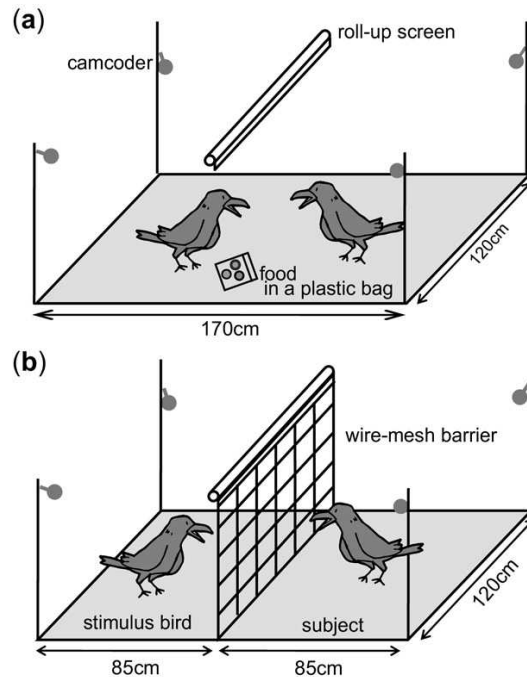 (a)
roll-up screen
camcoder
food
in a plastic bag
120cm
170cm
(b)
wire-mesh barrier
stimulus bird
subject
120cm
85cm
85cm